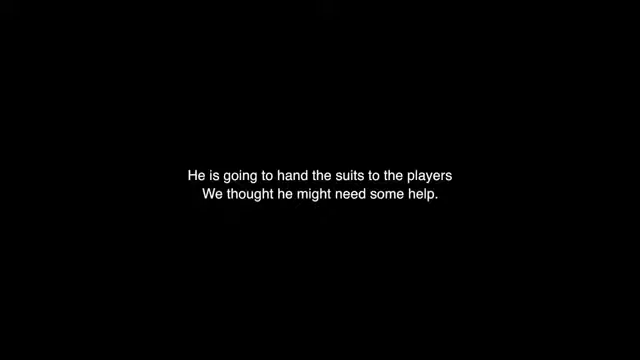 He is going to hand the suits to the players
We thought he might need some help.